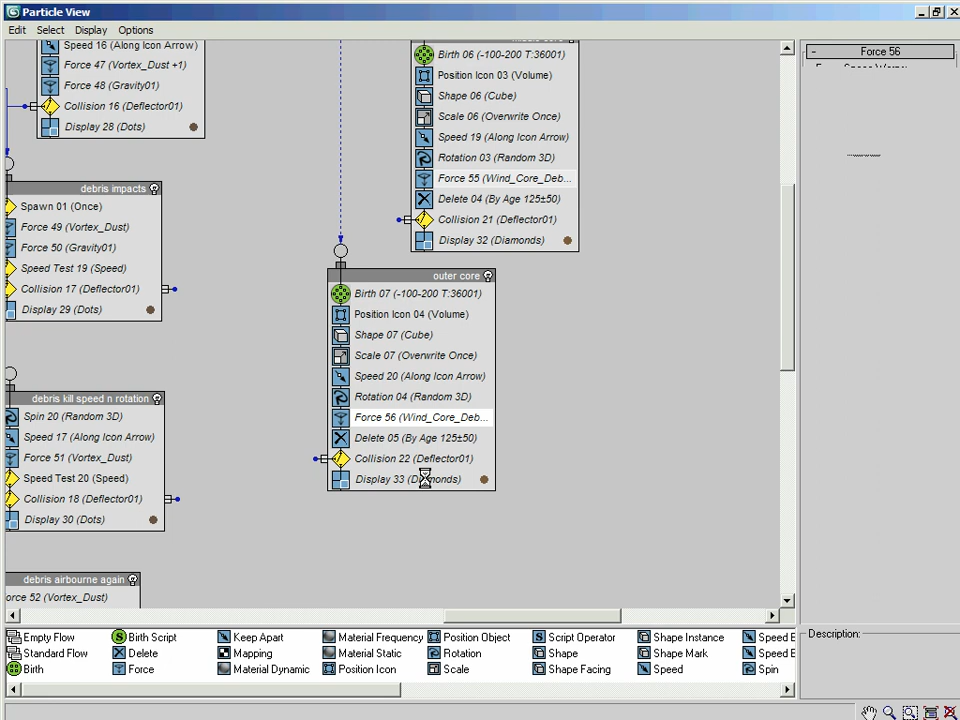 Particle View
Edit Select Display Options
Speed 16 (Along Icon Arrow)
Force 47 (Vortex_Dust +1)
Force 48 (Gravity01)
Collision 16 (Deflector01)
Display 28 (Dots)
debris impacts
Spawn 01 (Once)
Force 49 (Vortex_Dust)
Force 50 (Gravity01)
Speed Test 19 (Speed)
Collision 17 (Deflector01)
Display 29 (Dots)
debris kill speed n rotation
Spin 20 (Random 3D)
Speed 17 (Along Icon Arrow)
Force 51 (Vortex_Dust)
Speed Test 20 (Speed)
Collision 18 (Deflector01)
Display 30 (Dots)
debris airbourne again
orce 52 (Vortex_Dust)
Birth 06 (-100-200 T:36001)
Position Icon 03 (Volume)
Shape 06 (Cube)
Scale 06 (Overwrite Once)
Speed 19 (Along Icon Arrow)
Rotation 03 (Random 3D)
Force 55 (Wind_Core_Deb...
Delete 04 (By Age 125±50)
Collision 21 (Deflector01)
Display 32 (Diamonds)
outer core
Birth 07 (-100-200 T:36001)
Position Icon 04 (Volume)
Shape 07 (Cube)
Scale 07 (Overwrite Once)
Speed 20 (Along Icon Arrow)
Rotation 04 (Random 3D)
Force 56 (Wind_Core_Deb...
Delete 05 (By Age 125±50)
Collision 22 (Deflector01)
Display 33 (Diamonds)
- Force 56
Empty Flow Birth Script Keep Apart Material Frequency Position Object Script Operator Shape Instance Speed B
Standard Flow Delete Mapping Material Static Rotation Shape Shape Mark Speed B
Birth Force Material Dynamic Position Icon Scale Shape Facing Speed Spin
Description: